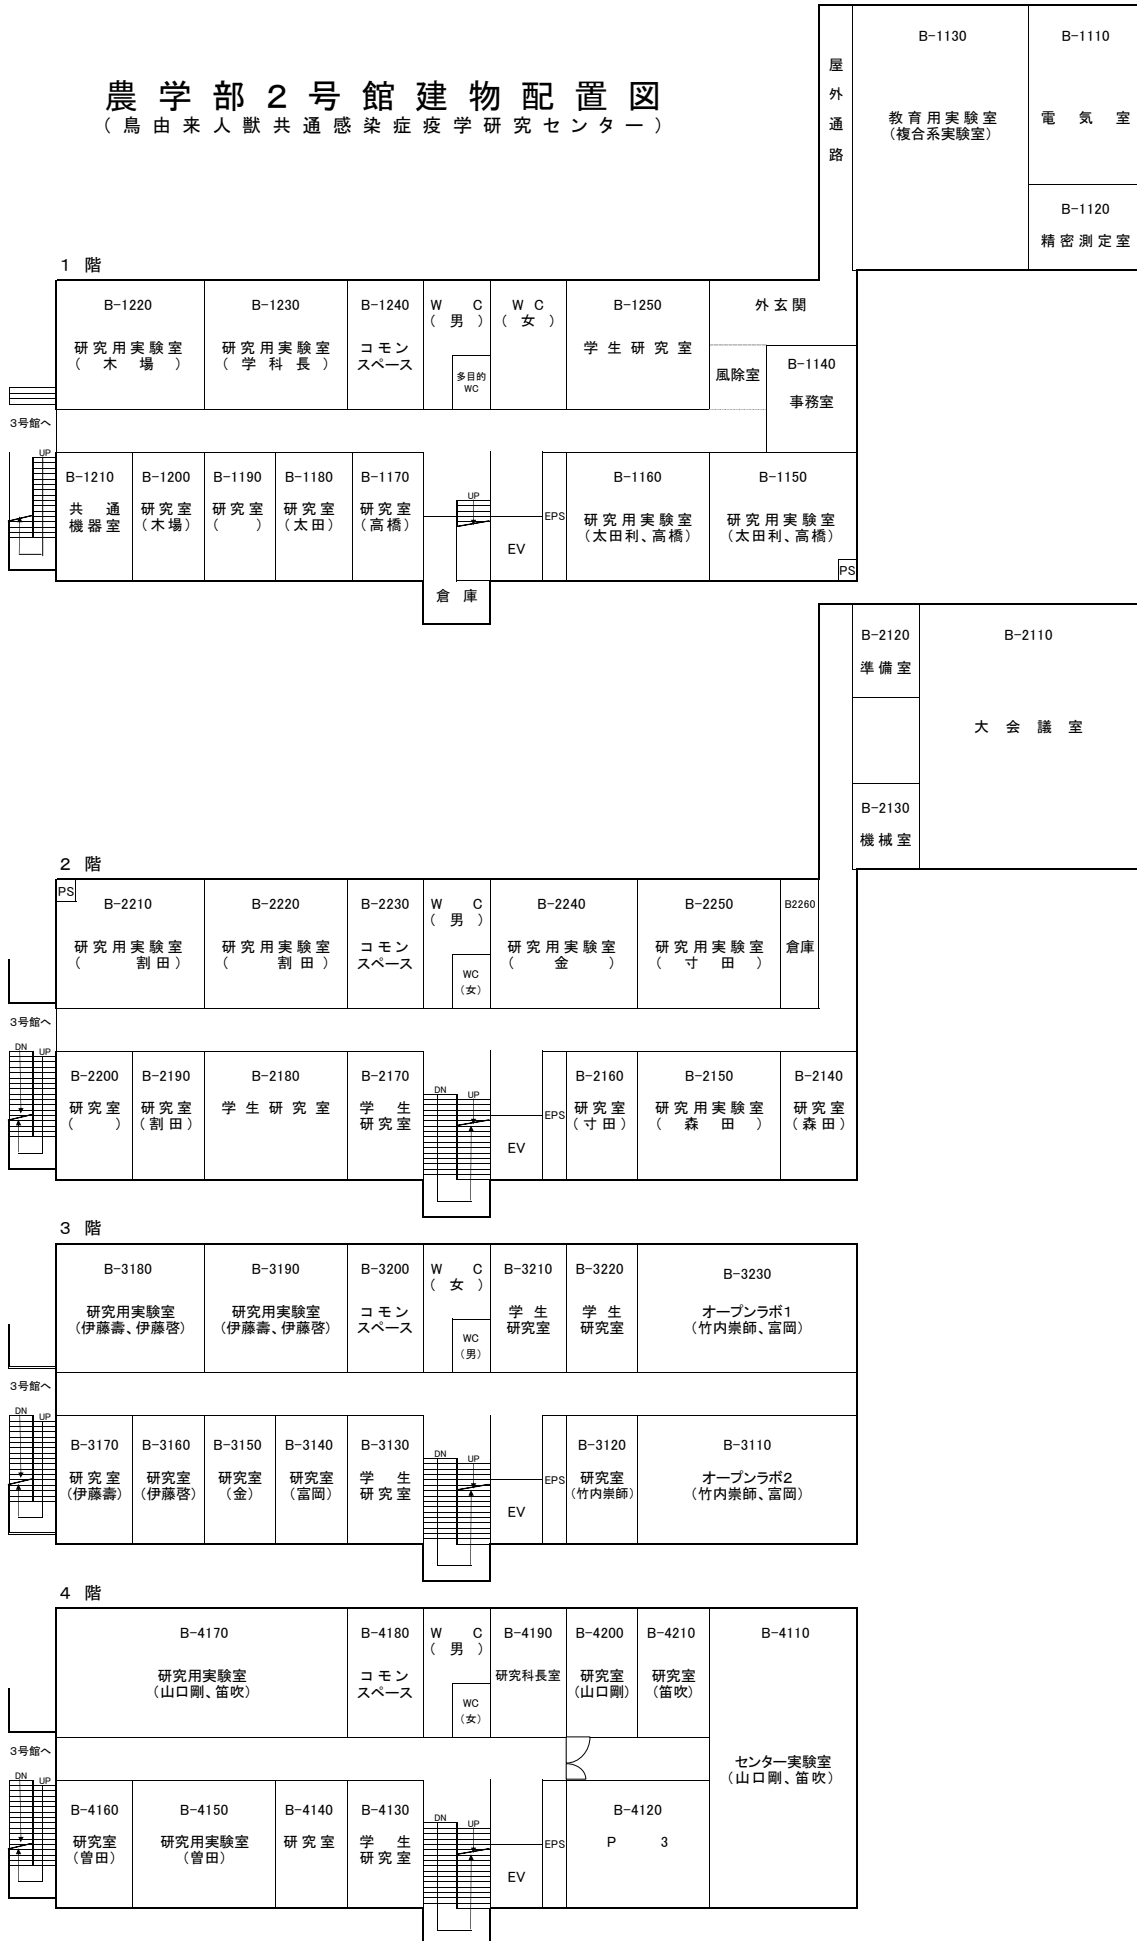 農学部２号館建物配置図
（鳥由来人獣共通感染症疫学研究センター）
屋外通路
B-1130
教育用実験室
(複合系実験室)
B-1110
電気室
B-1120
精密測定室
1 階
B-1220
研究用実験室
(木場)
B-1230
研究用実験室
(学科長)
B-1240
コモン
スペース
W C
(男)
多目的
WC
W C
(女)
B-1250
学生研究室
外玄関
風除室
B-1140
事務室
3号館へ
UP
B-1210
共通
機器室
B-1200
研究室
(木場)
B-1190
研究室
( )
B-1180
研究室
(太田)
B-1170
研究室
(高橋)
UP
倉庫
EV
EPS
B-1160
研究用実験室
(太田利、高橋)
B-1150
研究用実験室
(太田利、高橋)
PS
B-2120
準備室
B-2110
大会議室
B-2130
機械室
2 階
PS
B-2210
研究用実験室
( 割田)
B-2220
研究用実験室
( 割田)
B-2230
コモン
スペース
W C
(男)
WC
(女)
B-2240
研究用実験室
(金)
B-2250
研究用実験室
(寸田)
B2260
倉庫
3号館へ
DN
UP
B-2200
研究室
( )
B-2190
研究室
(割田)
B-2180
学生研究室
B-2170
学生
研究室
DN
UP
EV
EPS
B-2160
研究室
(寸田)
B-2150
研究用実験室
(森田)
B-2140
研究室
(森田)
3 階
B-3180
研究用実験室
(伊藤壽、伊藤啓)
B-3190
研究用実験室
(伊藤壽、伊藤啓)
B-3200
コモン
スペース
W C
(女)
WC
(男)
B-3210
学生
研究室
B-3220
学生
研究室
B-3230
オープンラボ1
(竹内崇師、富岡)
3号館へ
DN
UP
B-3170
研究室
(伊藤壽)
B-3160
研究室
(伊藤啓)
B-3150
研究室
(金)
B-3140
研究室
(富岡)
B-3130
学生
研究室
DN
UP
EV
EPS
B-3120
研究室
(竹内崇師)
B-3110
オープンラボ2
(竹内崇師、富岡)
4 階
B-4170
研究用実験室
(山口剛、笛吹)
B-4180
コモン
スペース
W C
(男)
WC
(女)
B-4190
研究科長室
B-4200
研究室
(山口剛)
B-4210
研究室
(笛吹)
B-4110
センター実験室
(山口剛、笛吹)
3号館へ
DN
UP
B-4160
研究室
(曽田)
B-4150
研究用実験室
(曽田)
B-4140
研究室
B-4130
学生
研究室
DN
UP
EV
EPS
B-4120
P 3